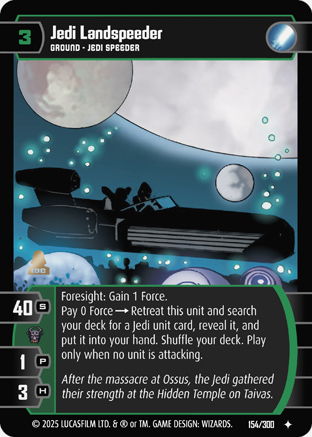 3
Jedi Landspeeder
GROUND - JEDI SPEEDER
40 S
1 P
3 H
Foresight: Gain 1 Force.
Pay 0 Force → Retreat this unit and search
your deck for a Jedi unit card, reveal it, and
put it into your hand. Shuffle your deck. Play
only when no unit is attacking.
After the massacre at Ossus, the Jedi gathered
their strength at the Hidden Temple on Taivas.
© 2025 LUCASFILM LTD. & ® or TM. GAME DESIGN: WIZARDS.
154/300